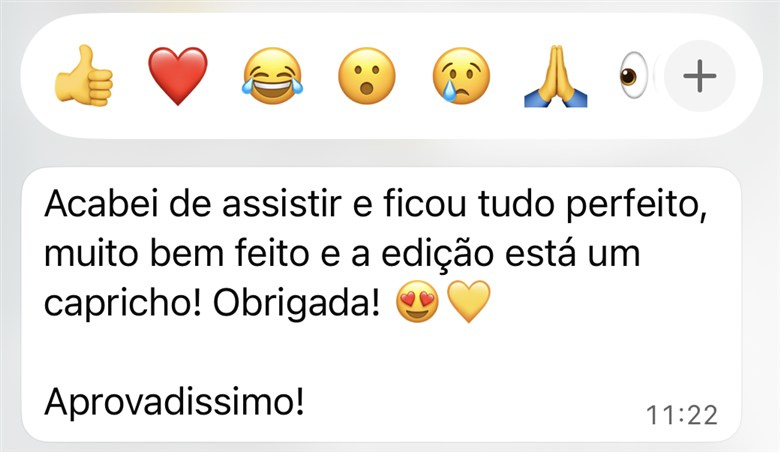 Acabei de assistir e ficou tudo perfeito,
muito bem feito e a edição está um
capricho! Obrigada! 😍💛
Aprovadissimo!
11:22